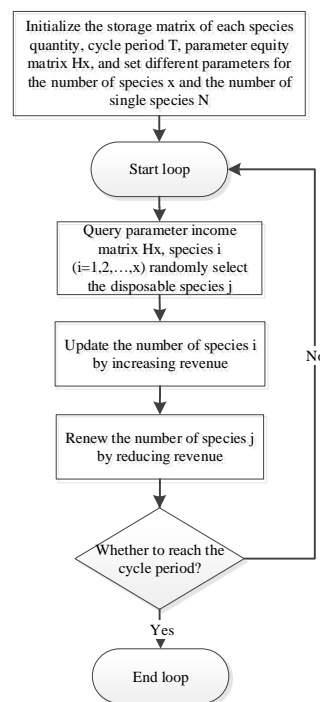 Initialize the storage matrix of each species
quantity, cycle period T, parameter equity
matrix Hx, and set different parameters for
the number of species x and the number of
single species N
Start loop
Query parameter income
matrix Hx, species i
(i=1,2,…,x) randomly select
the disposable species j
Update the number of species i
by increasing revenue
No
Renew the number of species j
by reducing revenue
Whether to reach the
cycle period?
Yes
End loop